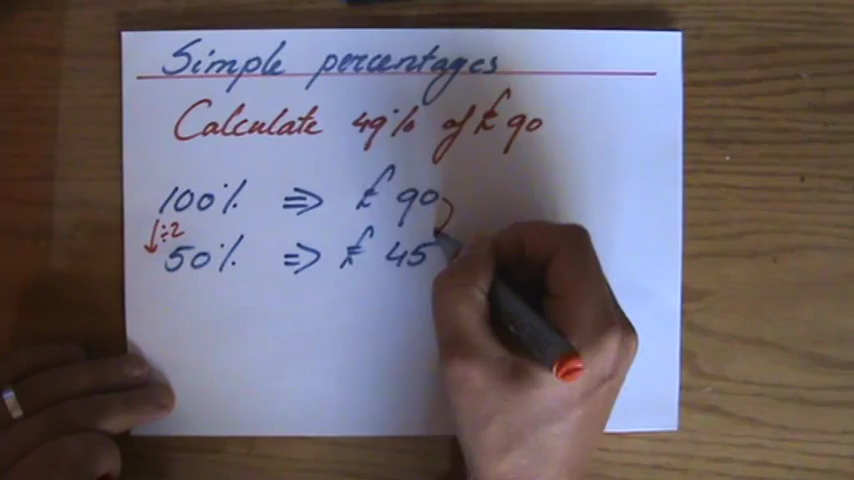 Simple percentages
Calculate 49% of £90
100% ⇒ £ 90
÷2
50% ⇒ £ 45